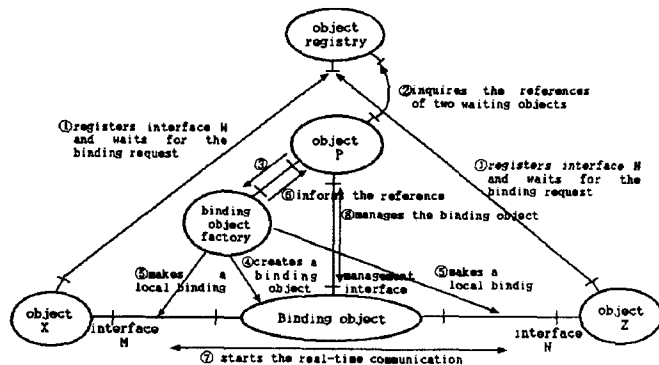 object
registry
②inquires the references
of two waiting objects
①registers interface M
and waits for the
binding request
object
P
③
①registers interface N
and waits for the
binding request
⑥inform the reference
⑧manages the binding object
binding
object
factory
⑤makes a
local binding
④creates a
binding
object
management
interface
⑤makes a
local bindig
object
X
interface
M
Binding object
interface
N
object
Z
⑦ starts the real-time communication